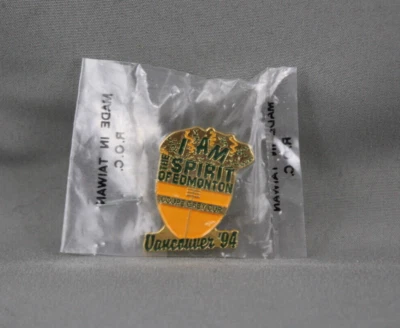 MADE IN TAIWAN
R.O.C.
I AM
THE SPIRIT
OF EDMONTON
Vancouver '94
MADE IN TAIWAN
R.O.C.